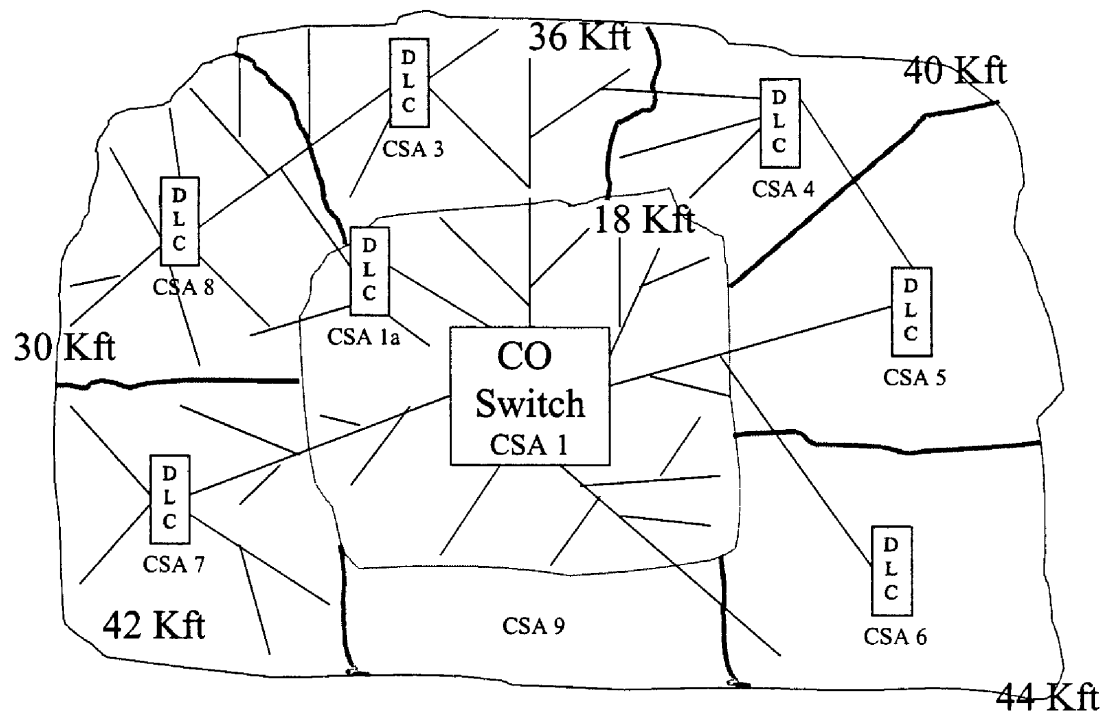 36 Kft
40 Kft
D
L
C
CSA 3
D
L
C
CSA 4
18 Kft
D
L
C
CSA 8
D
L
C
CSA 1a
D
L
C
CSA 5
30 Kft
CO
Switch
CSA 1
D
L
C
CSA 7
D
L
C
CSA 6
42 Kft
CSA 9
44 Kft